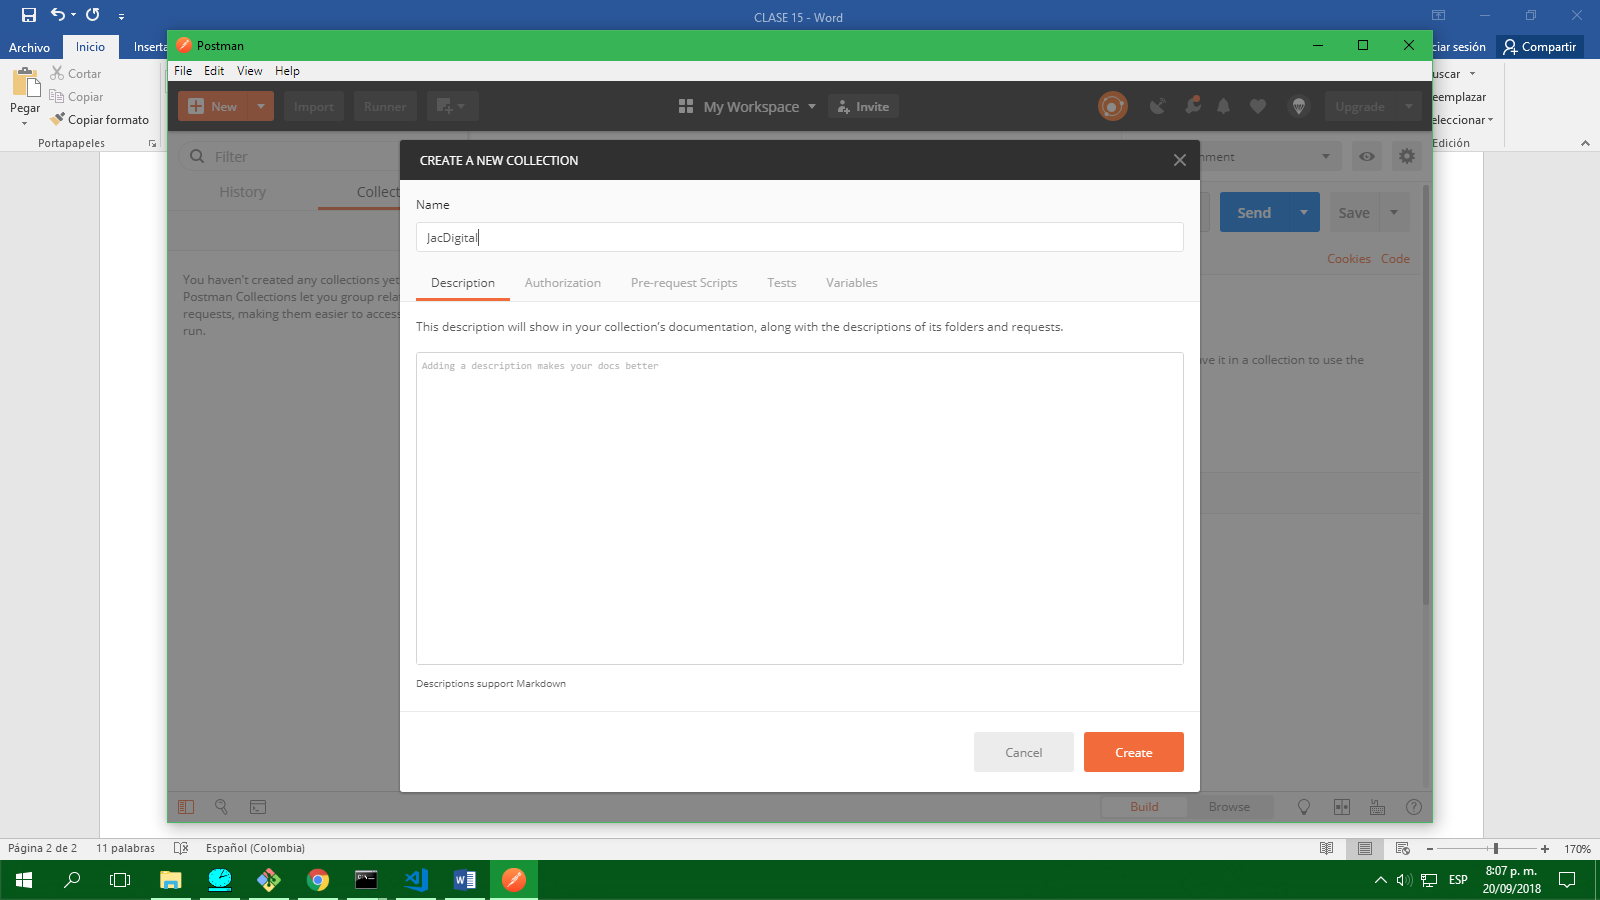 CLASE 15 - Word
Archivo
Inicio
Inserta
ciar sesión
Compartir
Pegar
Cortar
Copiar
Copiar formato
Portapapeles
uscar
eemplazar
eleccionar
Edición
Postman
File Edit View Help
New
Import
Runner
My Workspace
Invite
Upgrade
Filter
nment
History
Collect
Send
Save
Cookies Code
You haven't created any collections yet
Postman Collections let you group rela
requests, making them easier to access
run.
ve it in a collection to use the
CREATE A NEW COLLECTION
Name
JacDigital
Description
Authorization
Pre-request Scripts
Tests
Variables
This description will show in your collection's documentation, along with the descriptions of its folders and requests.
Adding a description makes your docs better
Descriptions support Markdown
Cancel
Create
Build
Browse
Página 2 de 2
11 palabras
Español (Colombia)
170%
ESP
8:07 p. m.
20/09/2018